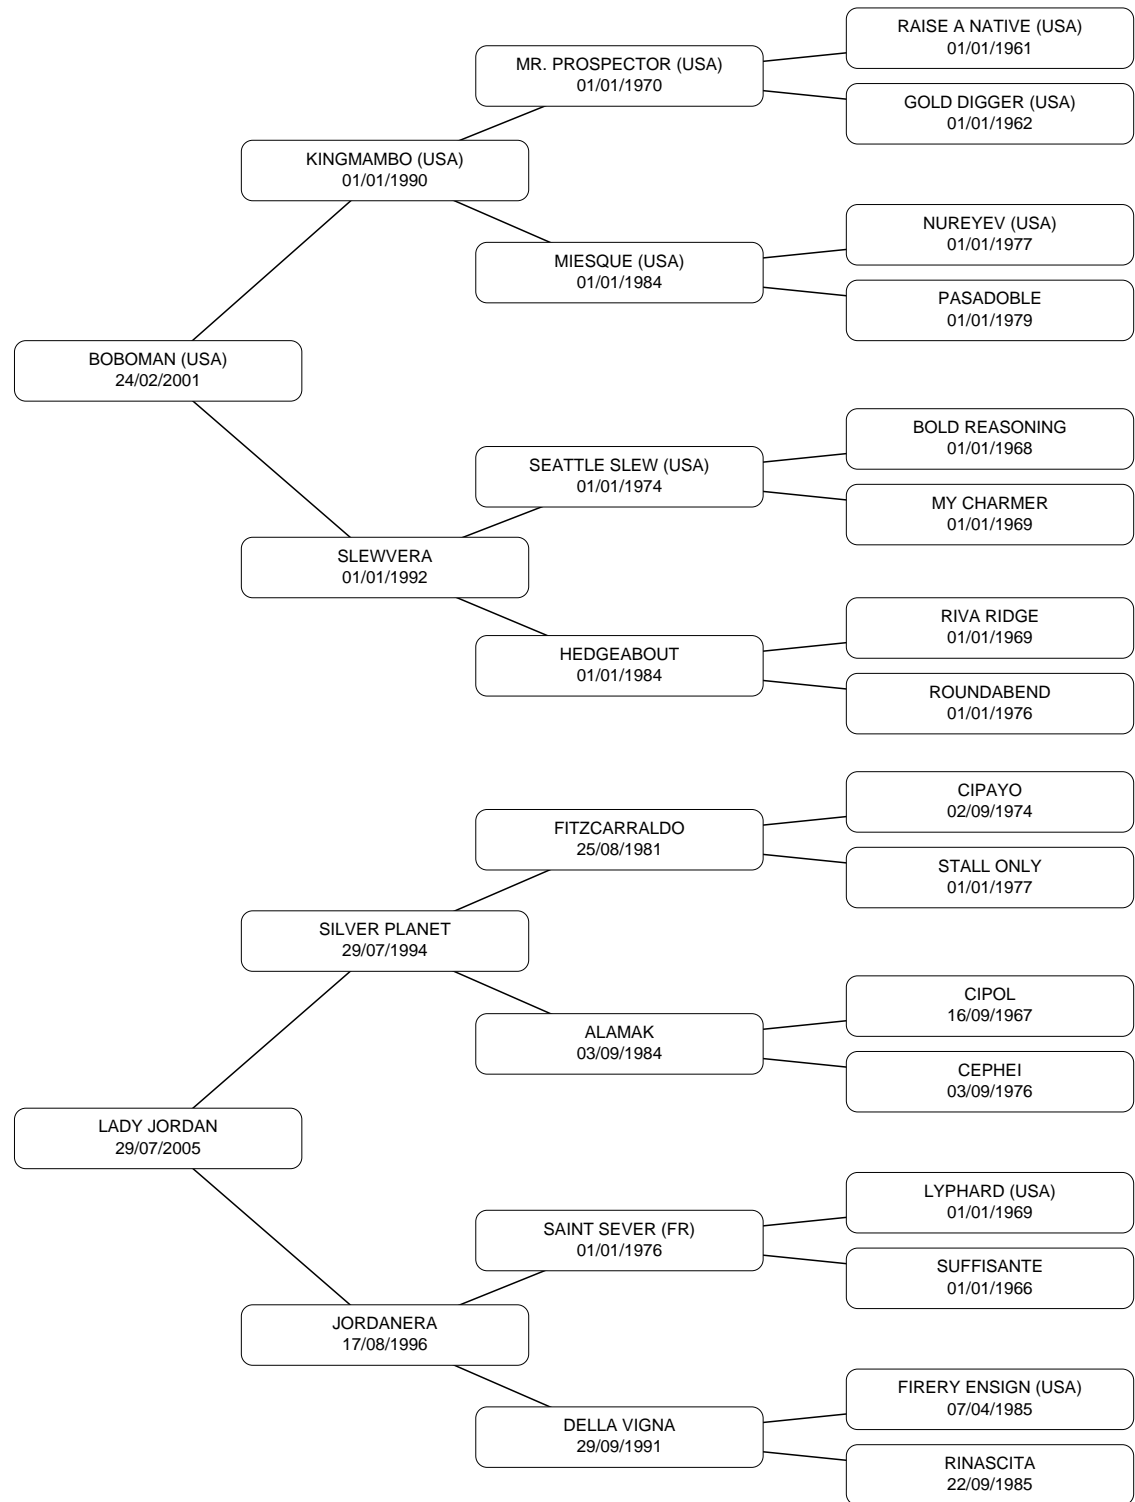 RAISE A NATIVE (USA)
01/01/1961
MR. PROSPECTOR (USA)
01/01/1970
GOLD DIGGER (USA)
01/01/1962
KINGMAMBO (USA)
01/01/1990
NUREYEV (USA)
01/01/1977
MIESQUE (USA)
01/01/1984
PASADOBLE
01/01/1979
BOBOMAN (USA)
24/02/2001
BOLD REASONING
01/01/1968
SEATTLE SLEW (USA)
01/01/1974
MY CHARMER
01/01/1969
SLEWVERA
01/01/1992
RIVA RIDGE
01/01/1969
HEDGEABOUT
01/01/1984
ROUNDABEND
01/01/1976
CIPAYO
02/09/1974
FITZCARRALDO
25/08/1981
STALL ONLY
01/01/1977
SILVER PLANET
29/07/1994
CIPOL
16/09/1967
ALAMAK
03/09/1984
CEPHEI
03/09/1976
LADY JORDAN
29/07/2005
LYPHARD (USA)
01/01/1969
SAINT SEVER (FR)
01/01/1976
SUFFISANTE
01/01/1966
JORDANERA
17/08/1996
FIRERY ENSIGN (USA)
07/04/1985
DELLA VIGNA
29/09/1991
RINASCITA
22/09/1985